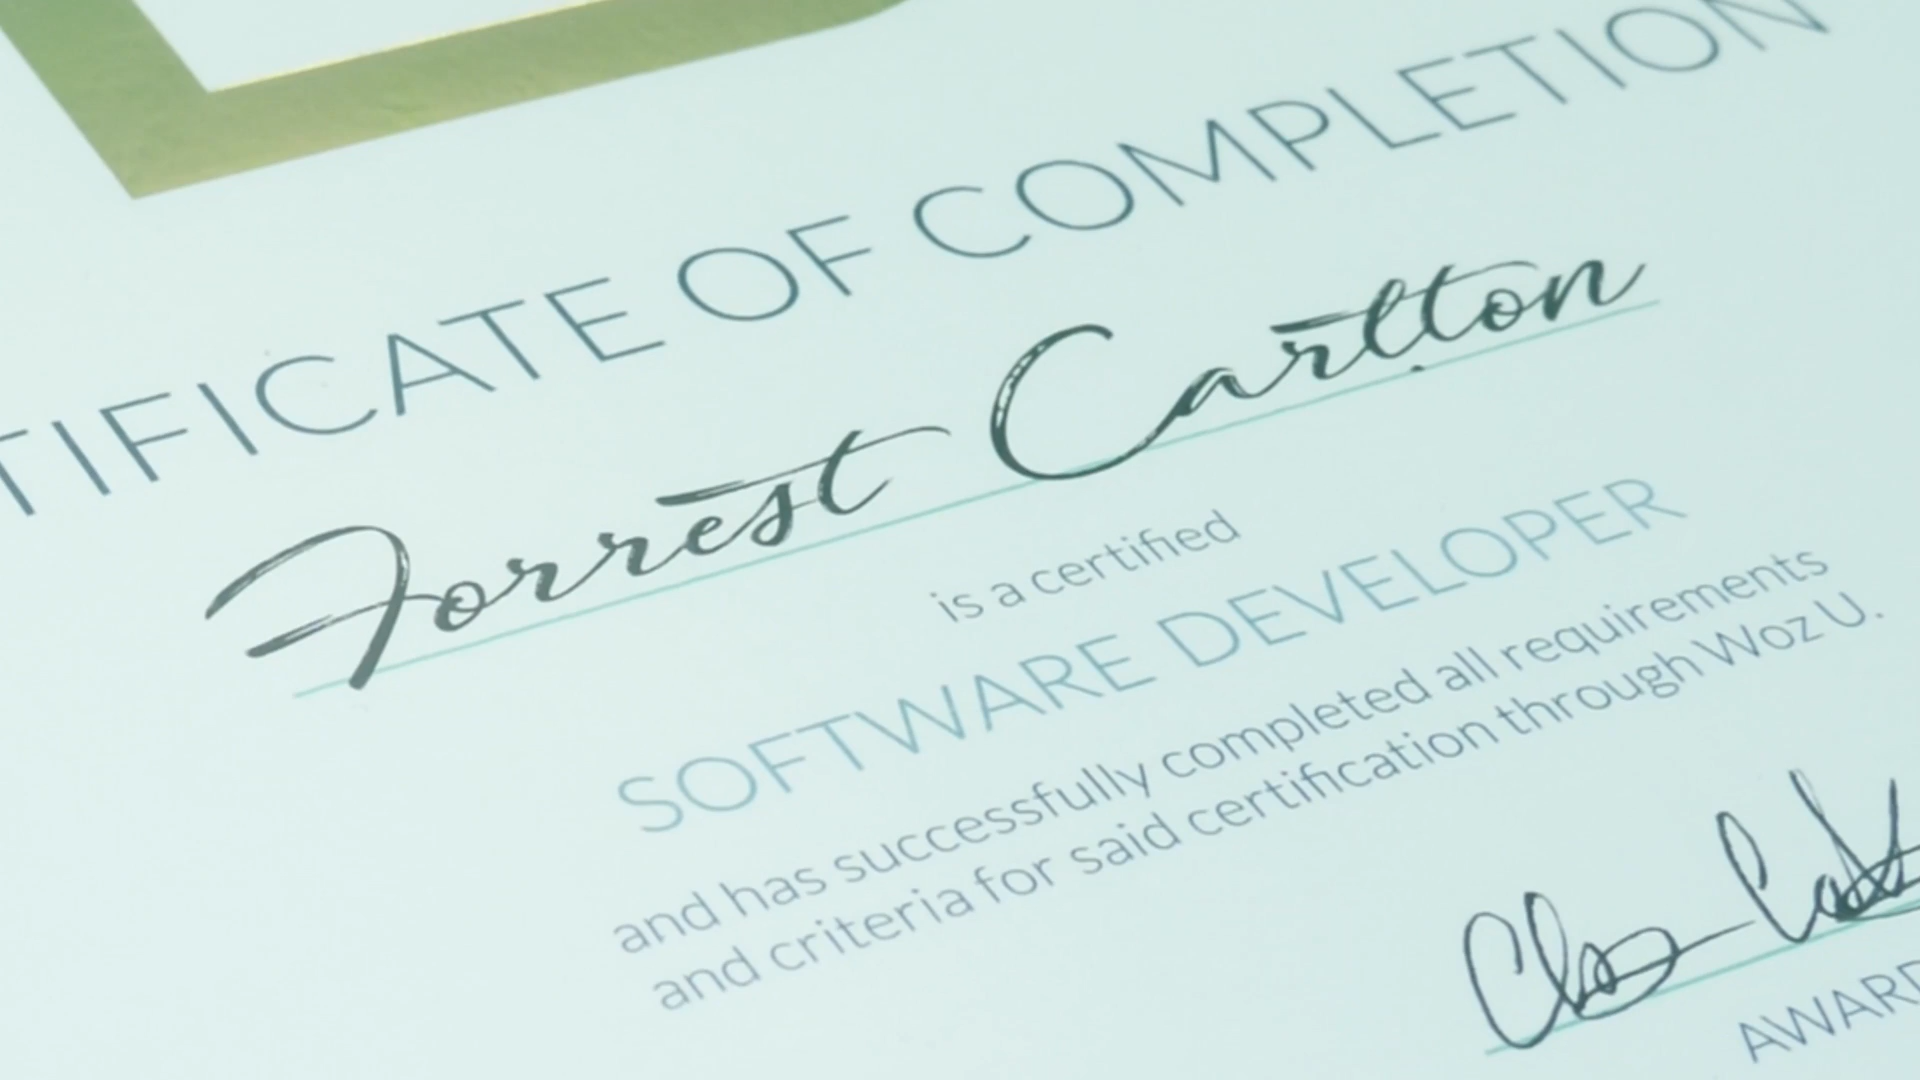 TIFICATE OF COMPLETION
Forrest Carlton
is a certified
SOFTWARE DEVELOPER
and has successfully completed all requirements
and criteria for said certification through Woz U.
AWARD